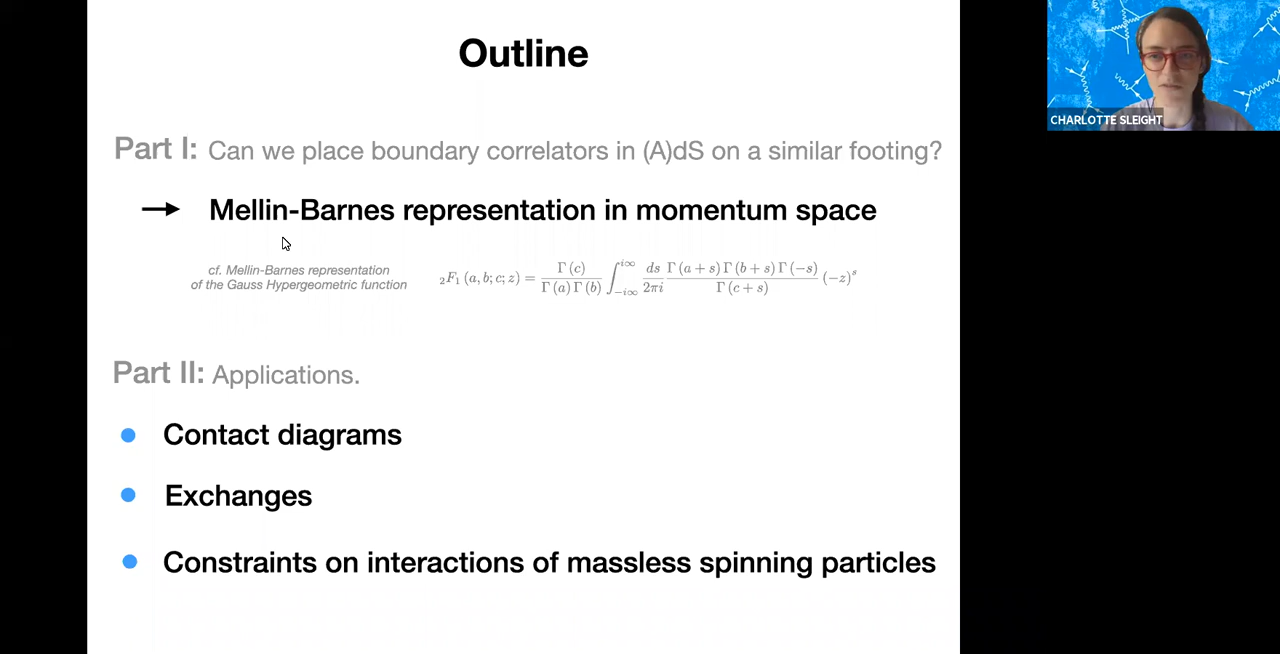 Outline
CHARLOTTE SLEIGHT
Part I: Can we place boundary correlators in (A)dS on a similar footing?
→ Mellin-Barnes representation in momentum space
cf. Mellin-Barnes representation
of the Gauss Hypergeometric function
₂F₁ (a, b; c; z) = Γ(c) / Γ(a) Γ(b) ∫_{-i∞}^{i∞} ds / 2πi Γ(a + s) Γ(b + s) Γ(−s) / Γ(c + s) (−z)^s
Part II: Applications.
• Contact diagrams
• Exchanges
• Constraints on interactions of massless spinning particles